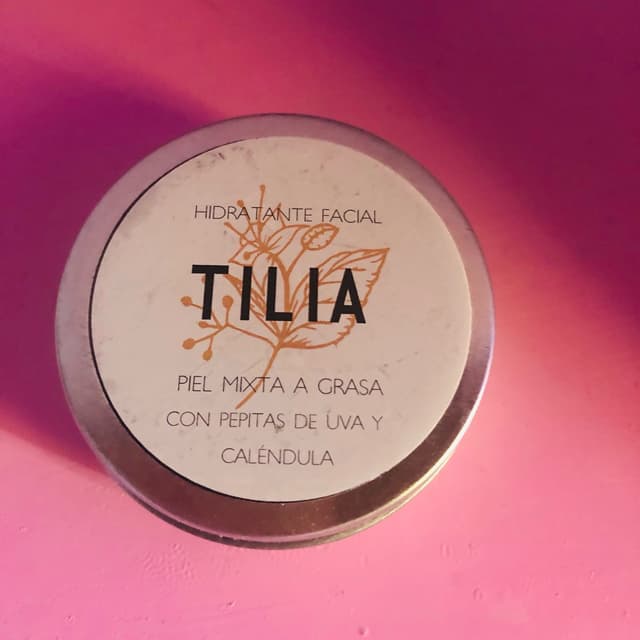 HIDRATANTE FACIAL
TILIA
PIEL MIXTA A GRASA
CON PEPITAS DE UVA Y
CALÉNDULA